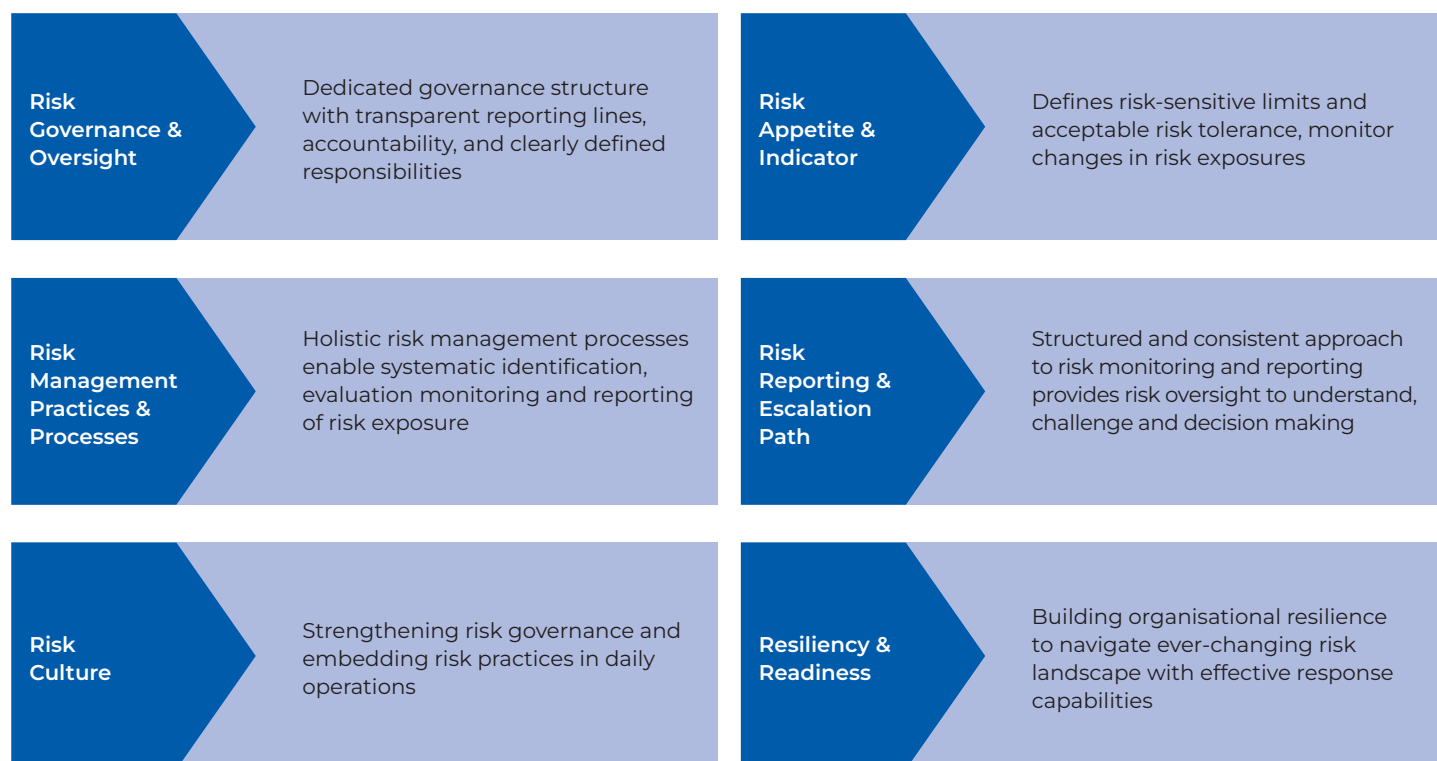 Risk
Governance &
Oversight
Dedicated governance structure
with transparent reporting lines,
accountability, and clearly defined
responsibilities
Risk
Appetite &
Indicator
Defines risk-sensitive limits and
acceptable risk tolerance, monitor
changes in risk exposures
Risk
Management
Practices &
Processes
Holistic risk management processes
enable systematic identification,
evaluation monitoring and reporting
of risk exposure
Risk
Reporting &
Escalation
Path
Structured and consistent approach
to risk monitoring and reporting
provides risk oversight to understand,
challenge and decision making
Risk
Culture
Strengthening risk governance and
embedding risk practices in daily
operations
Resiliency &
Readiness
Building organisational resilience
to navigate ever-changing risk
landscape with effective response
capabilities